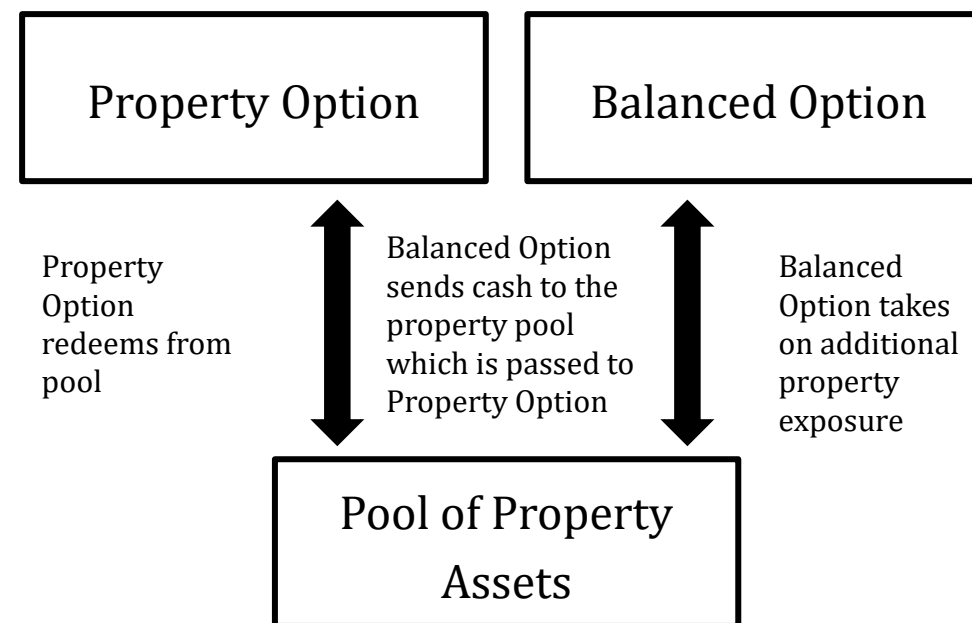 Property Option
Balanced Option
Property
Option
redeems from
pool
Balanced Option
sends cash to the
property pool
which is passed to
Property Option
Balanced
Option takes
on additional
property
exposure
Pool of Property
Assets